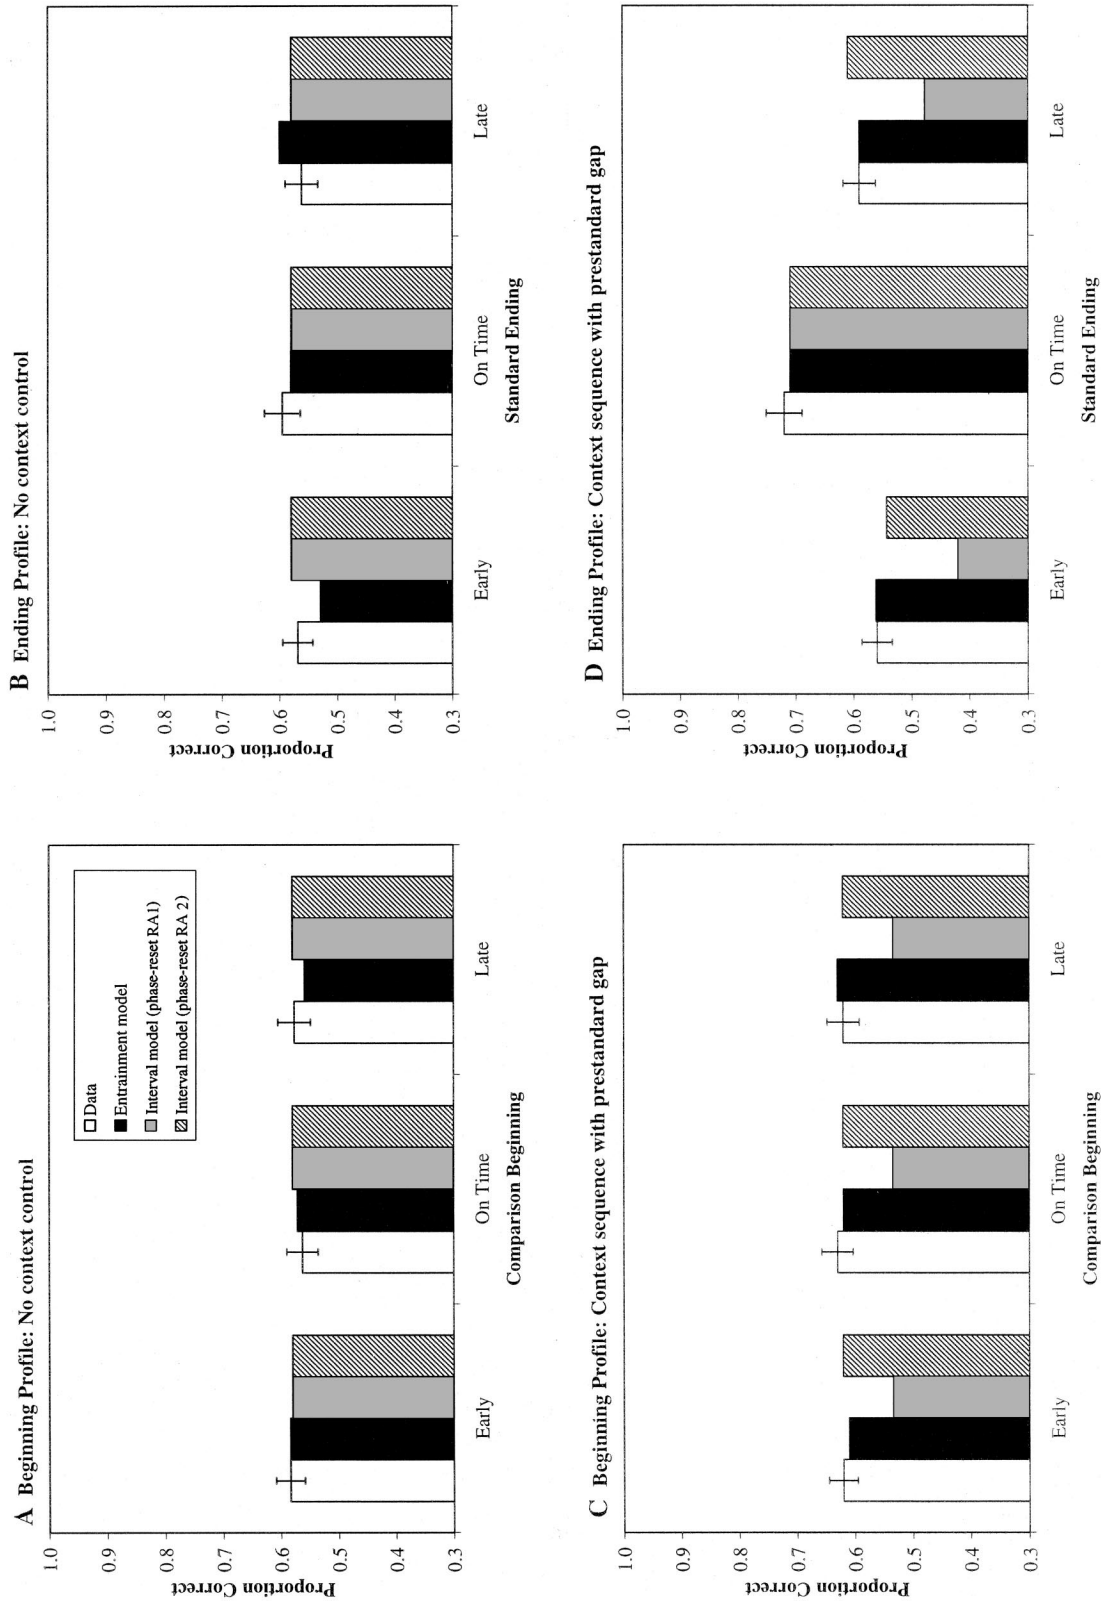 A Beginning Profile: No context control
Proportion Correct
1.0
0.9
0.8
0.7
0.6
0.5
0.4
0.3
Data
Entrainment model
Interval model (phase-reset RA1)
Interval model (phase-reset RA 2)
Early
On Time
Late
Comparison Beginning
B Ending Profile: No context control
Proportion Correct
1.0
0.9
0.8
0.7
0.6
0.5
0.4
0.3
Early
On Time
Late
Standard Ending
C Beginning Profile: Context sequence with prestandard gap
Proportion Correct
1.0
0.9
0.8
0.7
0.6
0.5
0.4
0.3
Early
On Time
Late
Comparison Beginning
D Ending Profile: Context sequence with prestandard gap
Proportion Correct
1.0
0.9
0.8
0.7
0.6
0.5
0.4
0.3
Early
On Time
Late
Standard Ending